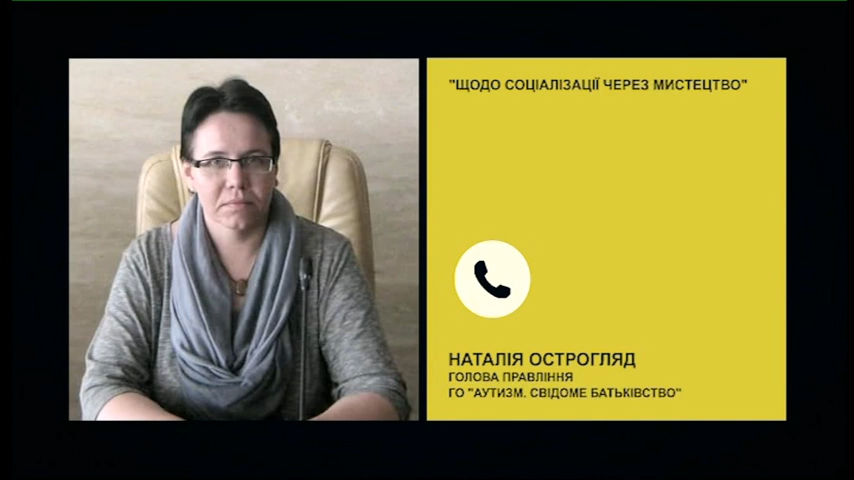 "ЩОДО СОЦІАЛІЗАЦІЇ ЧЕРЕЗ МИСТЕЦТВО"
НАТАЛІЯ ОСТРОГЛЯД
ГОЛОВА ПРАВЛІННЯ
ГО "АУТИЗМ. СВІДОМЕ БАТЬКІВСТВО"